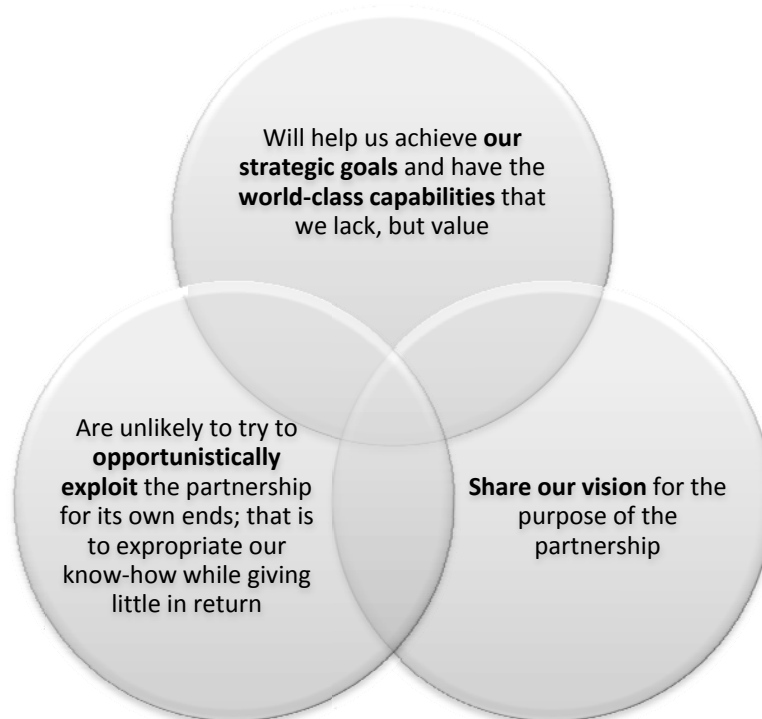 Will help us achieve our
strategic goals and have the
world-class capabilities that
we lack, but value
Are unlikely to try to
opportunistically
exploit the partnership
for its own ends; that is
to expropriate our
know-how while giving
little in return
Share our vision for the
purpose of the
partnership